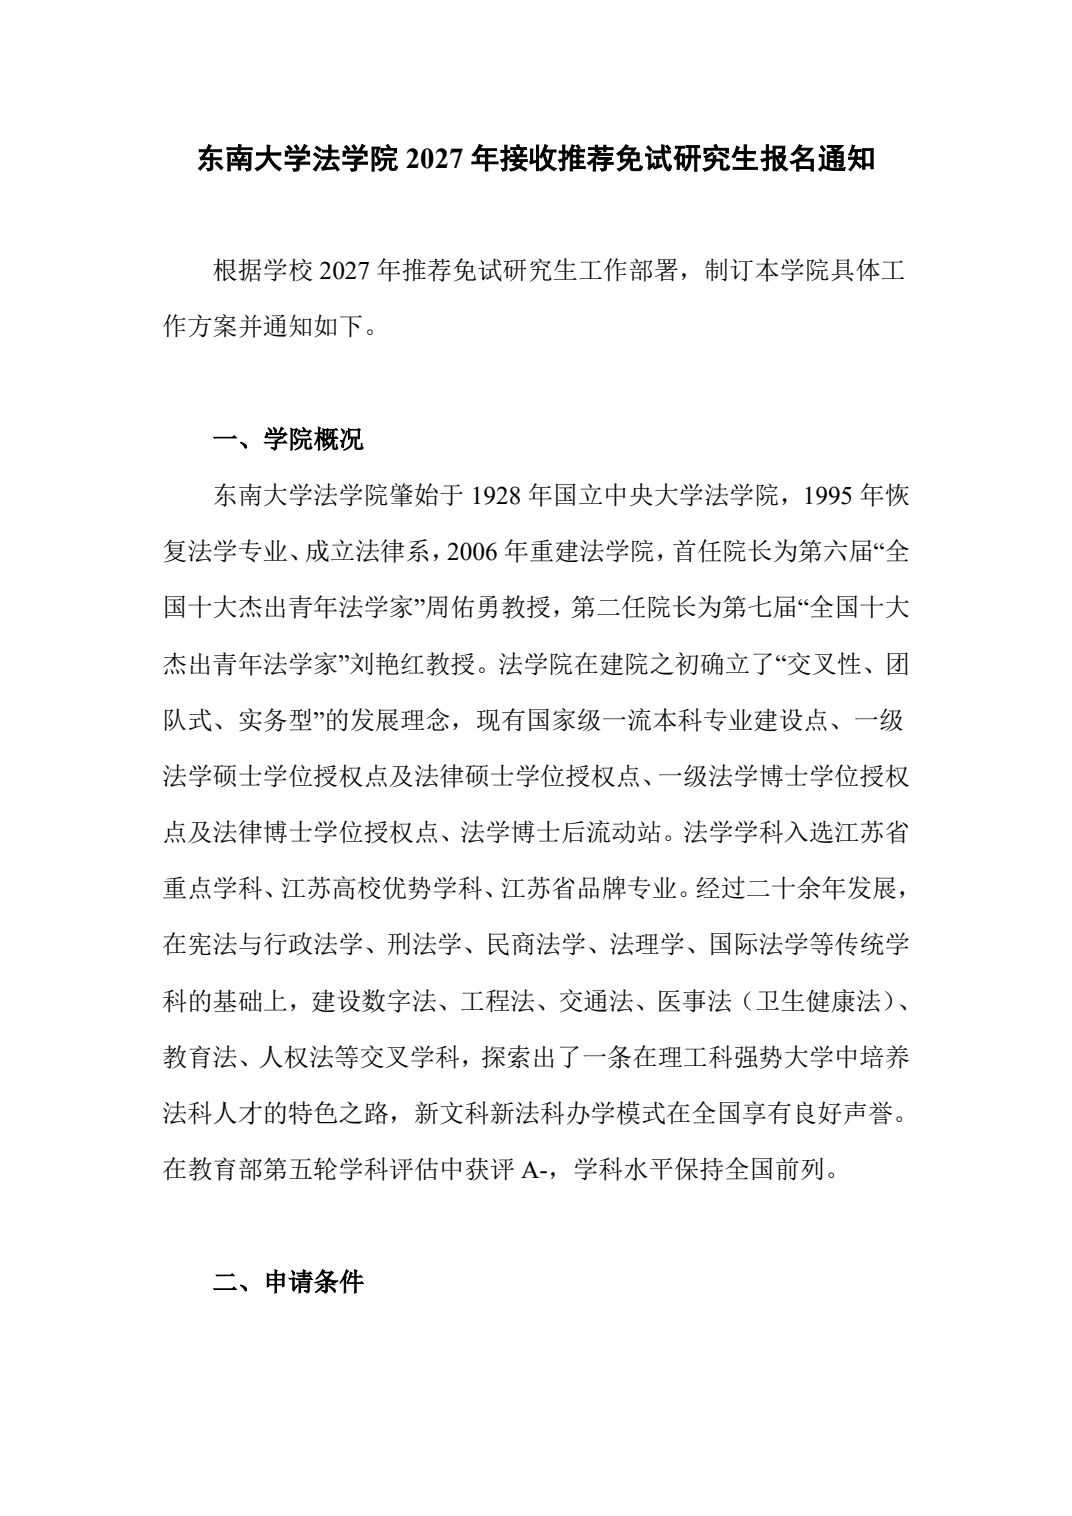 东南大学法学院 2027 年接收推荐免试研究生报名通知
根据学校 2027 年推荐免试研究生工作部署，制订本学院具体工
作方案并通知如下。
一、学院概况
东南大学法学院肇始于 1928 年国立中央大学法学院，1995 年恢
复法学专业、成立法律系，2006 年重建法学院，首任院长为第六届“全
国十大杰出青年法学家”周佑勇教授，第二任院长为第七届“全国十大
杰出青年法学家”刘艳红教授。法学院在建院之初确立了“交叉性、团
队式、实务型”的发展理念，现有国家级一流本科专业建设点、一级
法学硕士学位授权点及法律硕士学位授权点、一级法学博士学位授权
点及法律博士学位授权点、法学博士后流动站。法学学科入选江苏省
重点学科、江苏高校优势学科、江苏省品牌专业。经过二十余年发展，
在宪法与行政法学、刑法学、民商法学、法理学、国际法学等传统学
科的基础上，建设数字法、工程法、交通法、医事法（卫生健康法）、
教育法、人权法等交叉学科，探索出了一条在理工科强势大学中培养
法科人才的特色之路，新文科新法科办学模式在全国享有良好声誉。
在教育部第五轮学科评估中获评 A-，学科水平保持全国前列。
二、申请条件